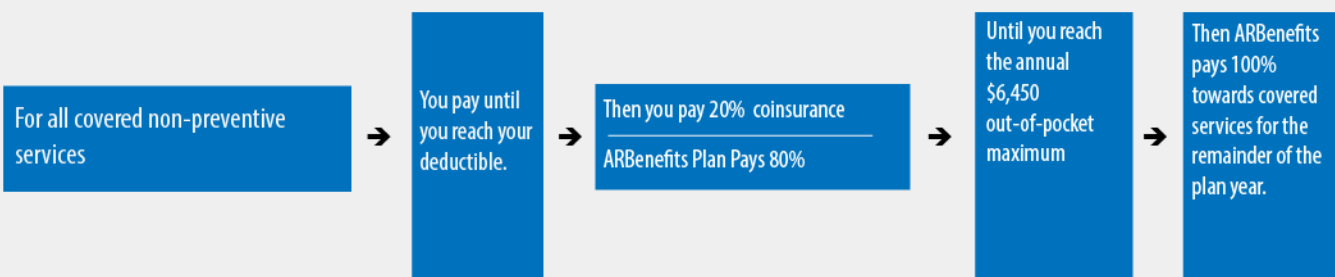 For all covered non-preventive
services
You pay until
you reach your
deductible.
Then you pay 20% coinsurance
ARBenefits Plan Pays 80%
Until you reach
the annual
$6,450
out-of-pocket
maximum
Then ARBenefits
pays 100%
towards covered
services for the
remainder of the
plan year.